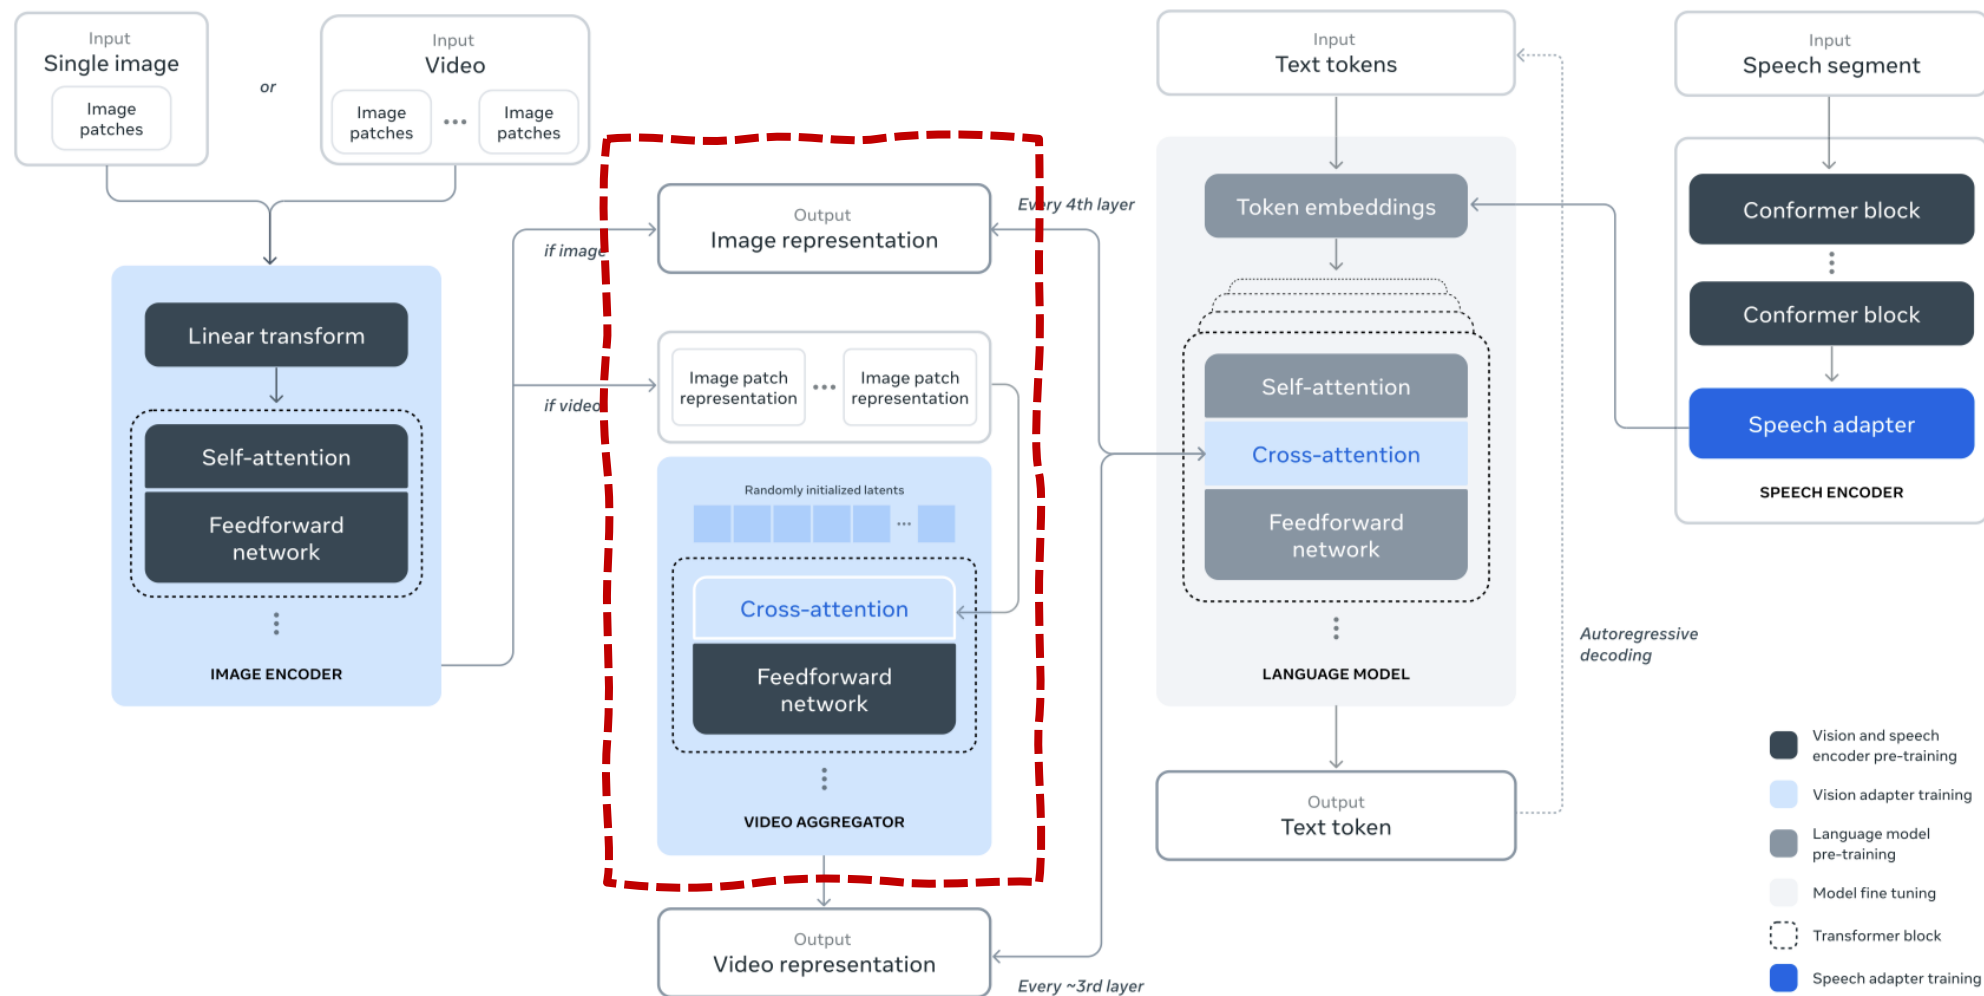 Input
Single image
Image
patches
or
Input
Video
Image
patches
...
Image
patches
Linear transform
Self-attention
Feedforward
network
IMAGE ENCODER
if image
if video
Output
Image representation
Every 4th layer
Image patch
representation
...
Image patch
representation
Randomly initialized latents
...
Cross-attention
Feedforward
network
VIDEO AGGREGATOR
Output
Video representation
Every ~3rd layer
Input
Text tokens
Token embeddings
Self-attention
Cross-attention
Feedforward
network
LANGUAGE MODEL
Output
Text token
Autoregressive
decoding
Input
Speech segment
Conformer block
Conformer block
Speech adapter
SPEECH ENCODER
Vision and speech
encoder pre-training
Vision adapter training
Language model
pre-training
Model fine tuning
Transformer block
Speech adapter training